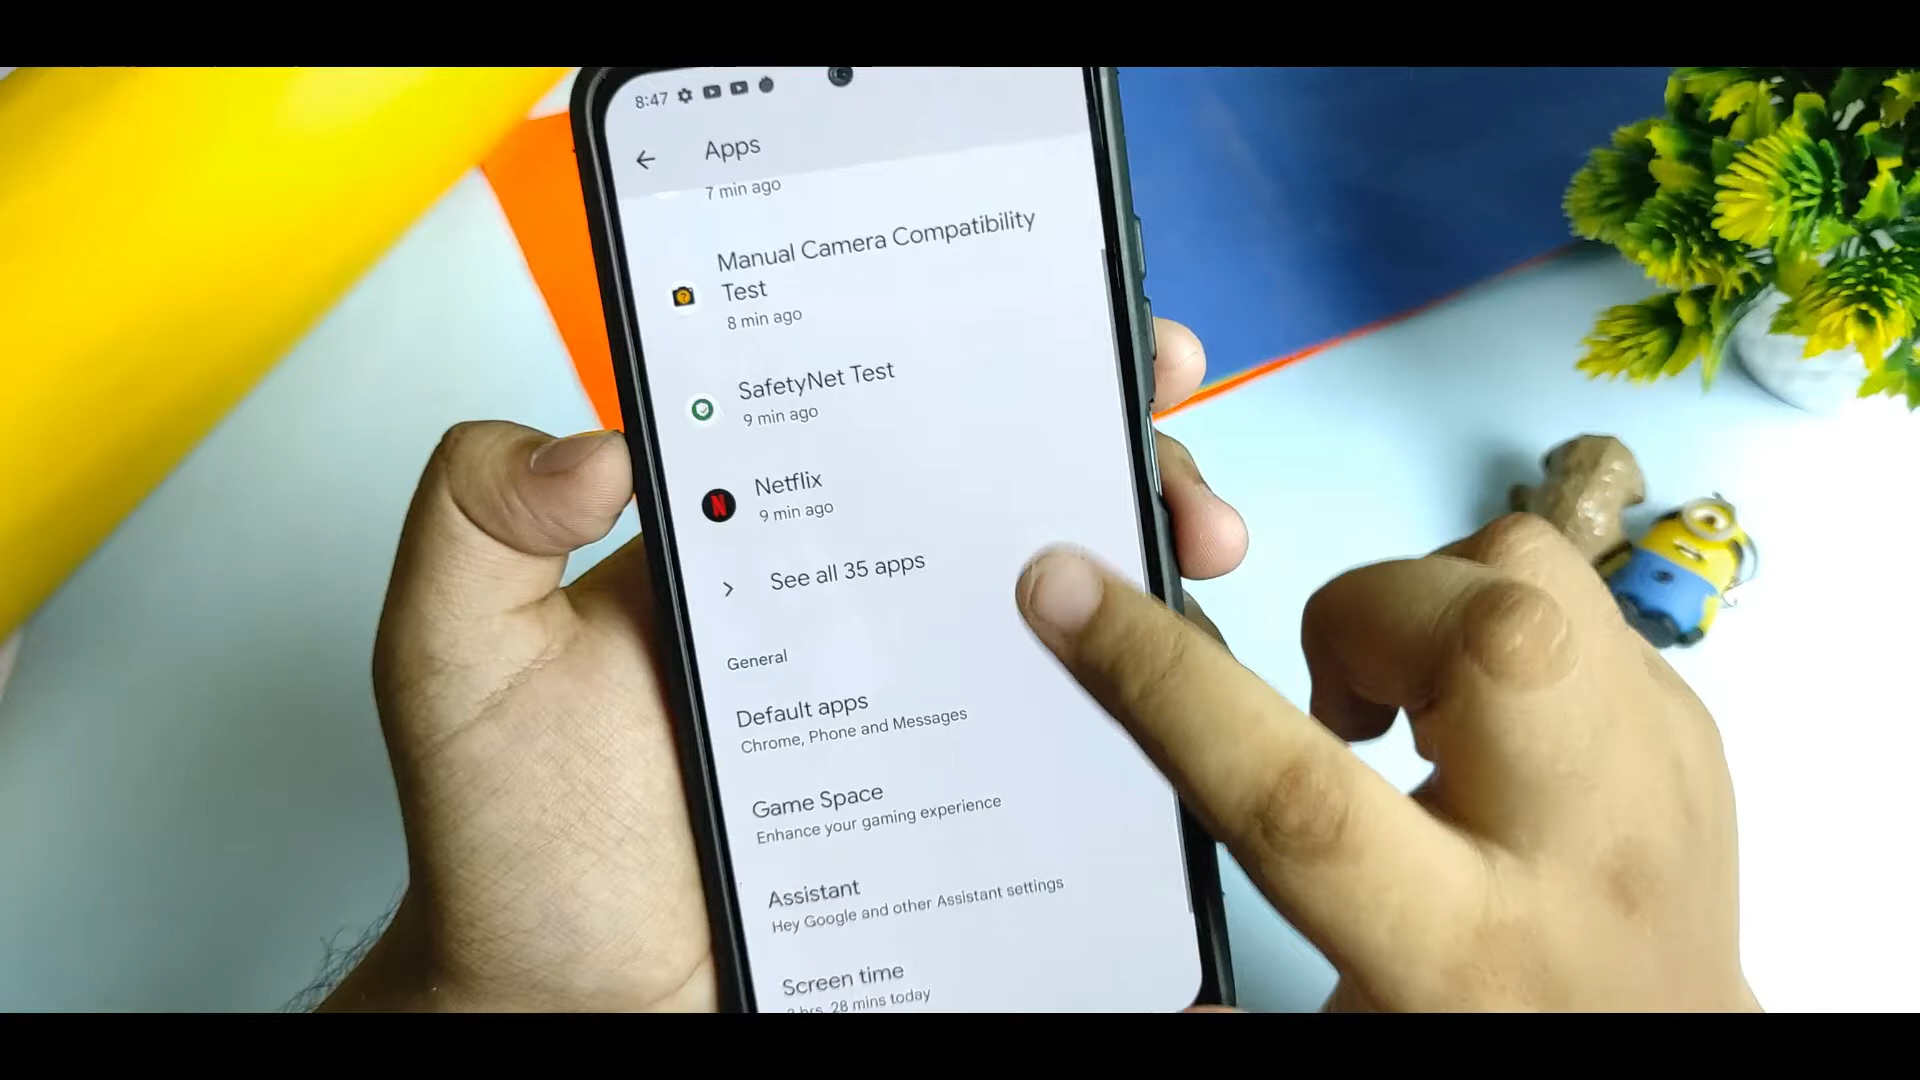 8:47
Apps
7 min ago
Manual Camera Compatibility
Test
8 min ago
SafetyNet Test
9 min ago
N
Netflix
9 min ago
See all 35 apps
General
Default apps
Chrome, Phone and Messages
Game Space
Enhance your gaming experience
Assistant
Hey Google and other Assistant settings
Screen time
hrs, 28 mins today